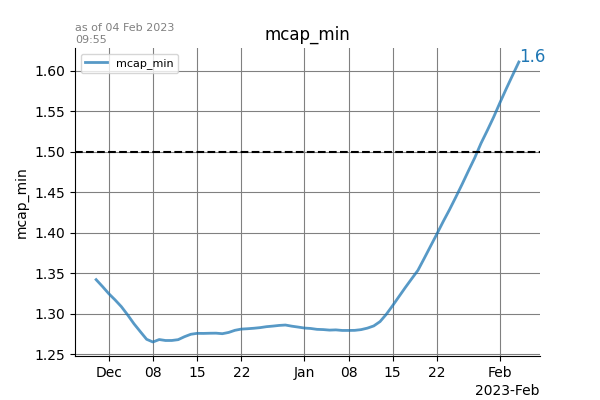 as of 04 Feb 2023
09:55
mcap_min
mcap_min
1.6
1.60
1.55
1.50
1.45
1.40
1.35
1.30
1.25
mcap_min
Dec 08 15 22 Jan 08 15 22 Feb
2023-Feb